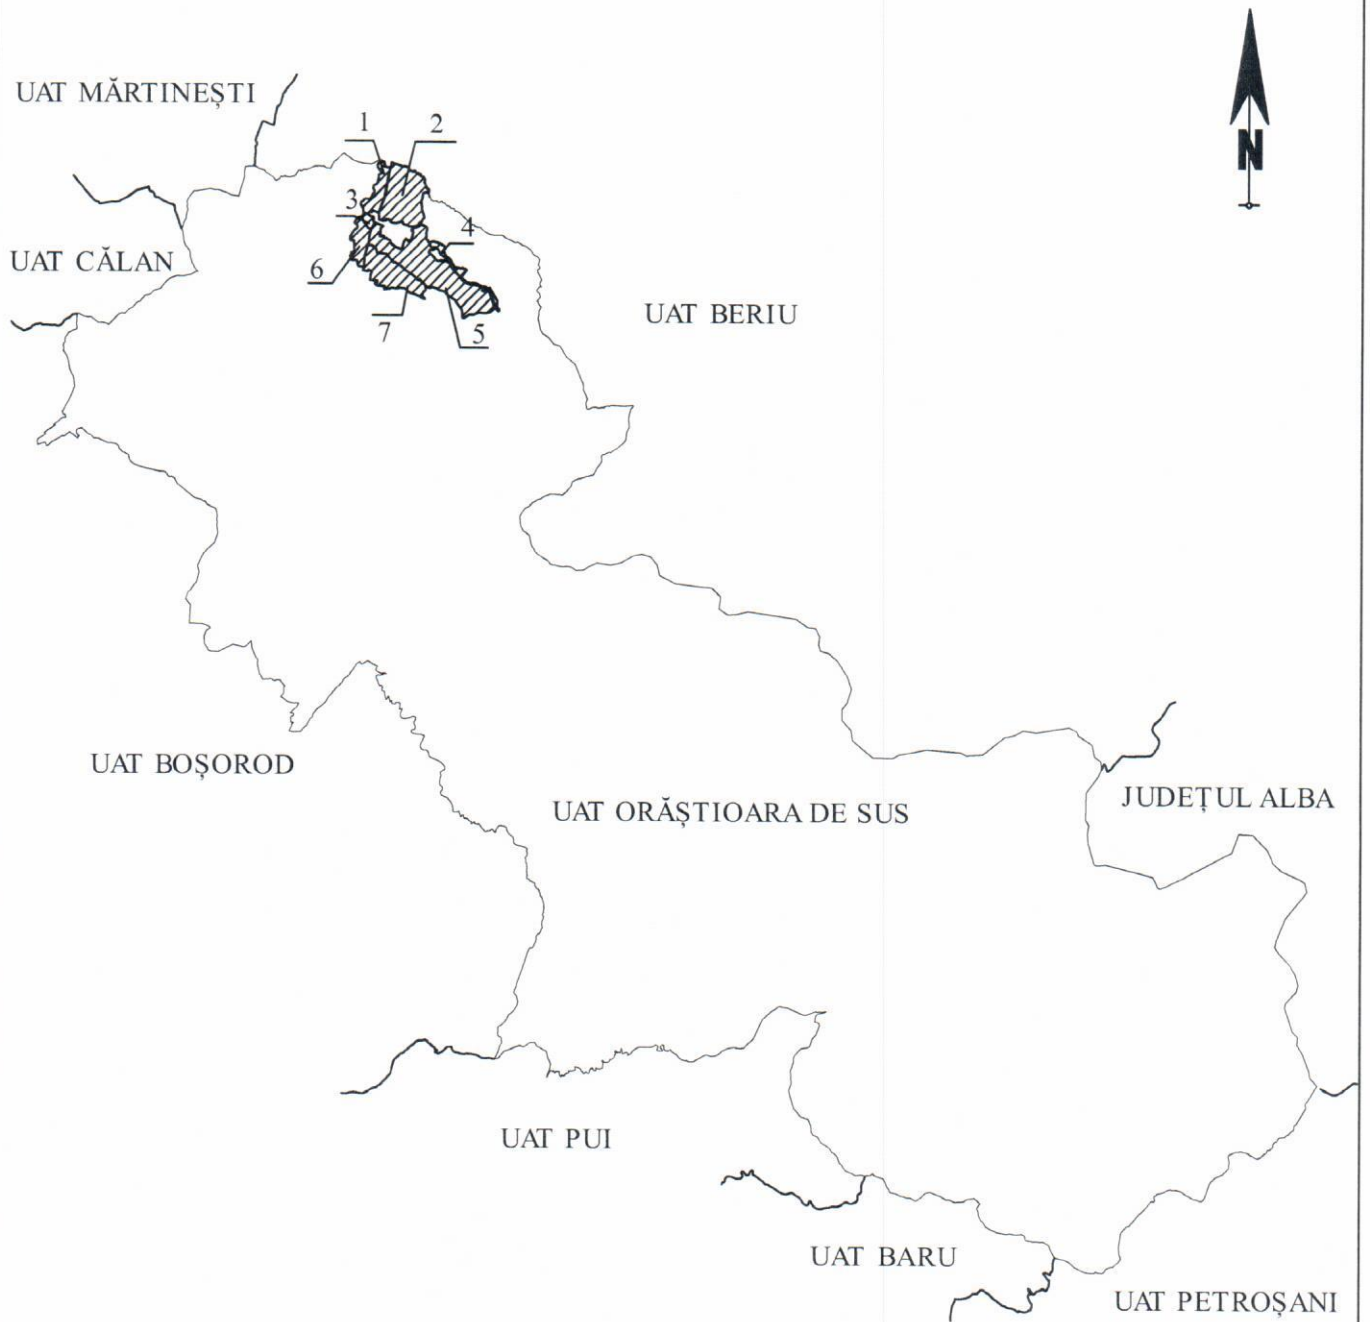 UAT MĂRTINEȘTI
1 2
N
3
4
UAT CĂLAN
6
UAT BERIU
7 5
UAT BOȘOROD
JUDEȚUL ALBA
UAT ORĂȘTIOARA DE SUS
UAT PUI
UAT BARU
UAT PETROȘANI